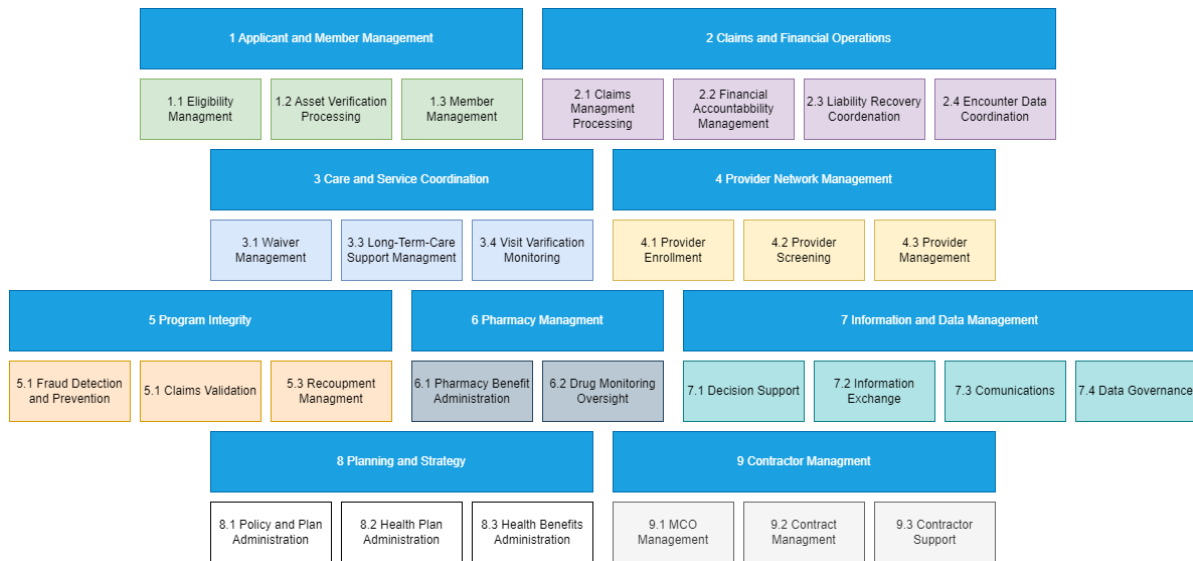 1 Applicant and Member Management
2 Claims and Financial Operations
1.1 Eligibility
Managment
1.2 Asset Verification
Processing
1.3 Member
Management
2.1 Claims
Managment
Processing
2.2 Financial
Accountabbility
Management
2.3 Liability Recovery
Coordenation
2.4 Encounter Data
Coordination
3 Care and Service Coordination
4 Provider Network Management
3.1 Waiver
Management
3.3 Long-Term-Care
Support Managment
3.4 Visit Varification
Monitoring
4.1 Provider
Enrollment
4.2 Provider
Screening
4.3 Provider
Management
5 Program Integrity
6 Pharmacy Managment
7 Information and Data Management
5.1 Fraud Detection
and Prevention
5.1 Claims Validation
5.3 Recoupment
Managment
6.1 Pharmacy Benefit
Administration
6.2 Drug Monitoring
Oversight
7.1 Decision Support
7.2 Information
Exchange
7.3 Comunications
7.4 Data Governance
8 Planning and Strategy
9 Contractor Managment
8.1 Policy and Plan
Administration
8.2 Health Plan
Administration
8.3 Health Benefits
Administration
9.1 MCO
Management
9.2 Contract
Managment
9.3 Contractor
Support